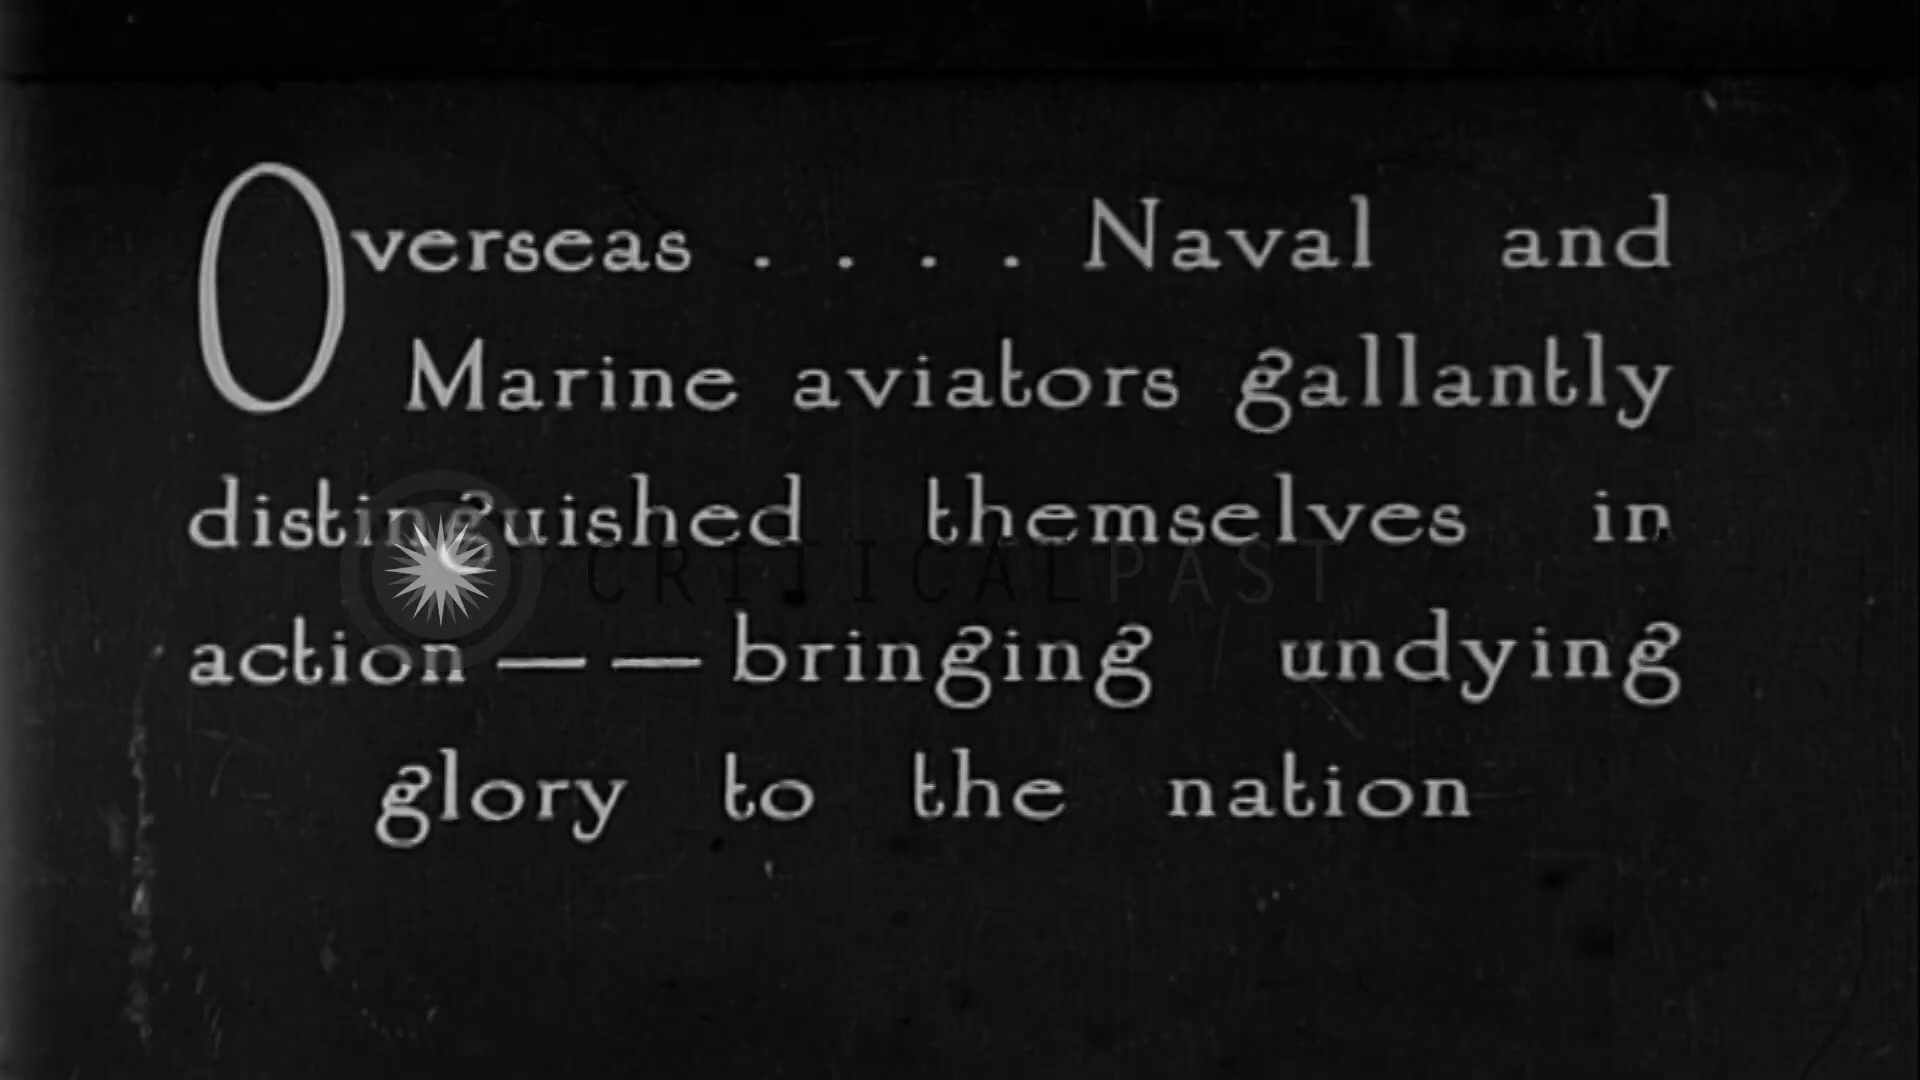 Overseas . . . . Naval and
Marine aviators gallantly
distinguished themselves in
action — — bringing undying
glory to the nation
CRITICALPAST